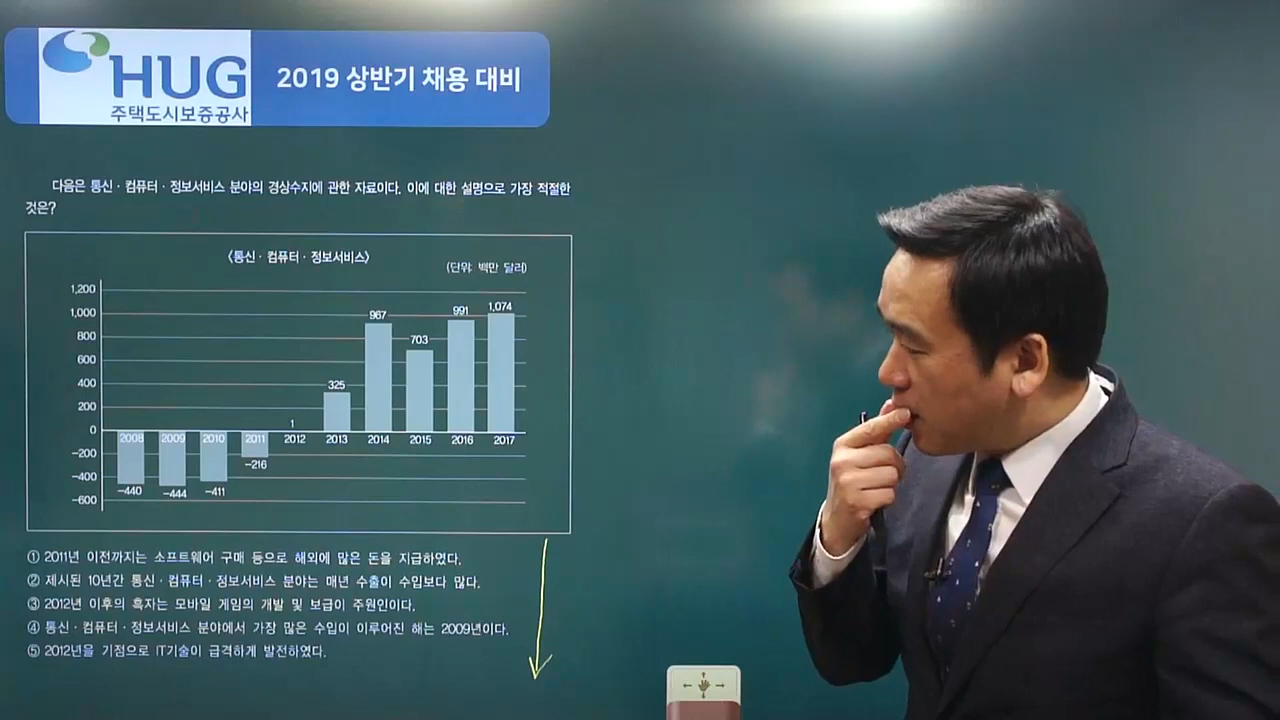 HUG
주택도시보증공사
2019 상반기 채용 대비
다음은 통신·컴퓨터·정보서비스 분야의 경상수지에 관한 자료이다. 이에 대한 설명으로 가장 적절한
것은?
〈통신·컴퓨터·정보서비스〉
(단위: 백만 달러)
1,200
1,000
800
600
400
200
0
-200
-400
-600
967
703
991
1,074
325
1
2008 2009 2010 2011 2012 2013 2014 2015 2016 2017
-216
-440
-444
-411
① 2011년 이전까지는 소프트웨어 구매 등으로 해외에 많은 돈을 지급하였다.
② 제시된 10년간 통신·컴퓨터·정보서비스 분야는 매년 수출이 수입보다 많다.
③ 2012년 이후의 흑자는 모바일 게임의 개발 및 보급이 주원인이다.
④ 통신·컴퓨터·정보서비스 분야에서 가장 많은 수입이 이루어진 해는 2009년이다.
⑤ 2012년을 기점으로 IT기술이 급격하게 발전하였다.